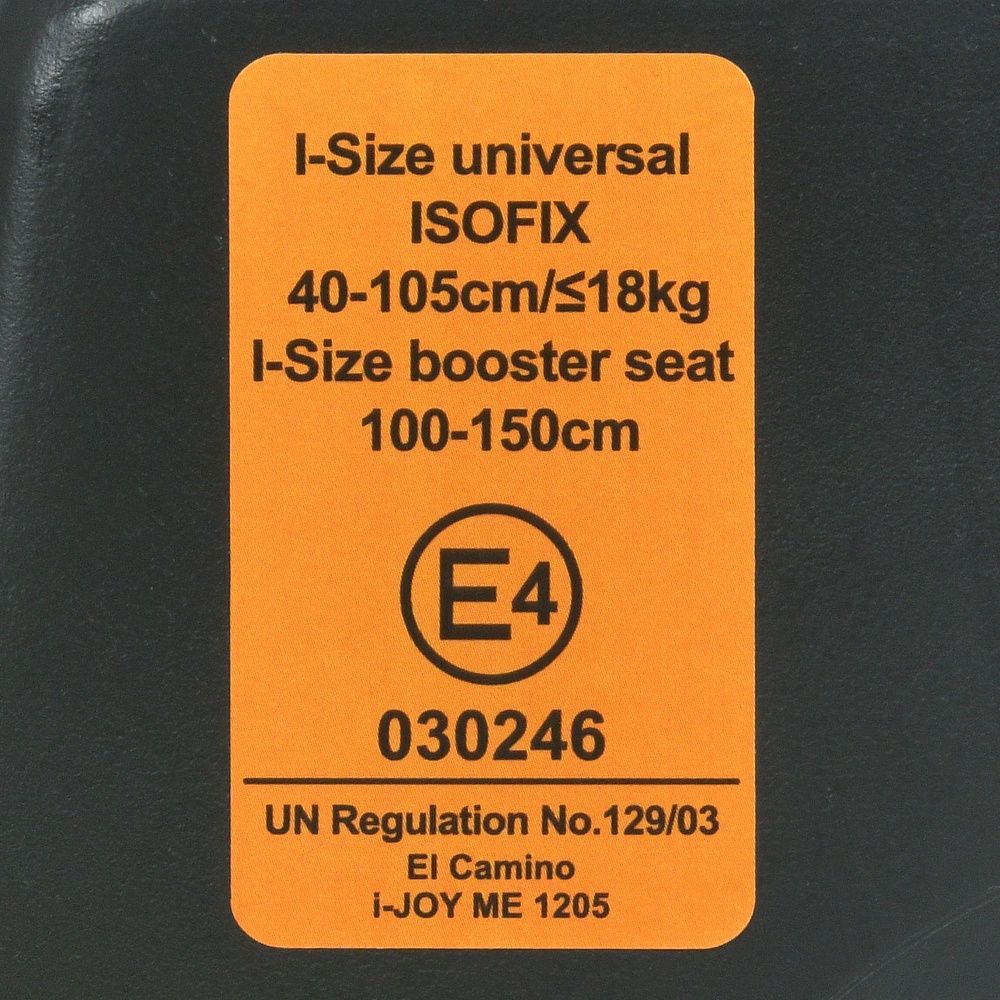 I-Size universal
ISOFIX
40-105cm/≤18kg
I-Size booster seat
100-150cm
E4
030246
UN Regulation No.129/03
El Camino
i-JOY ME 1205